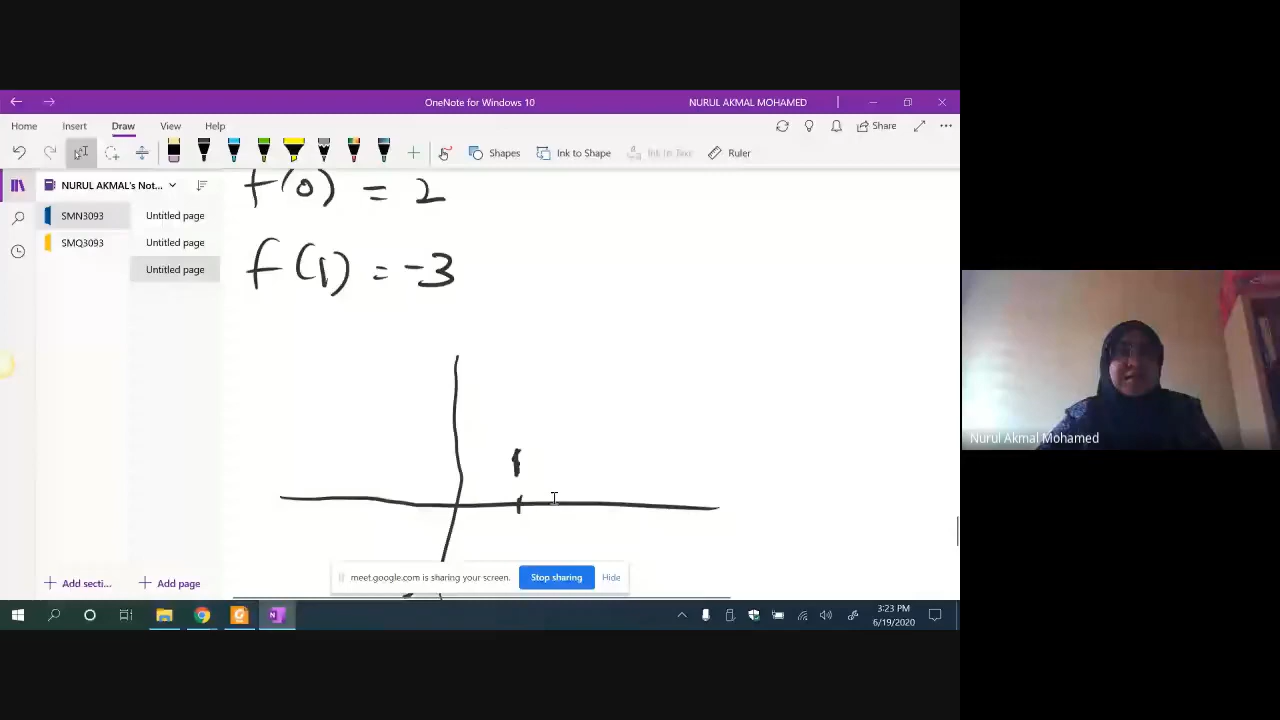 OneNote for Windows 10
NURUL AKMAL MOHAMED
Home Insert Draw View Help
Share
Shapes
Ink to Shape
Ink to Text
Ruler
NURUL AKMAL's Not...
SMN3093
SMQ3093
Untitled page
Untitled page
Untitled page
f(0) = 2
f(1) = -3
1
Nurul Akmal Mohamed
Add secti...
Add page
meet.google.com is sharing your screen.
Stop sharing
Hide
3:23 PM
6/19/2020